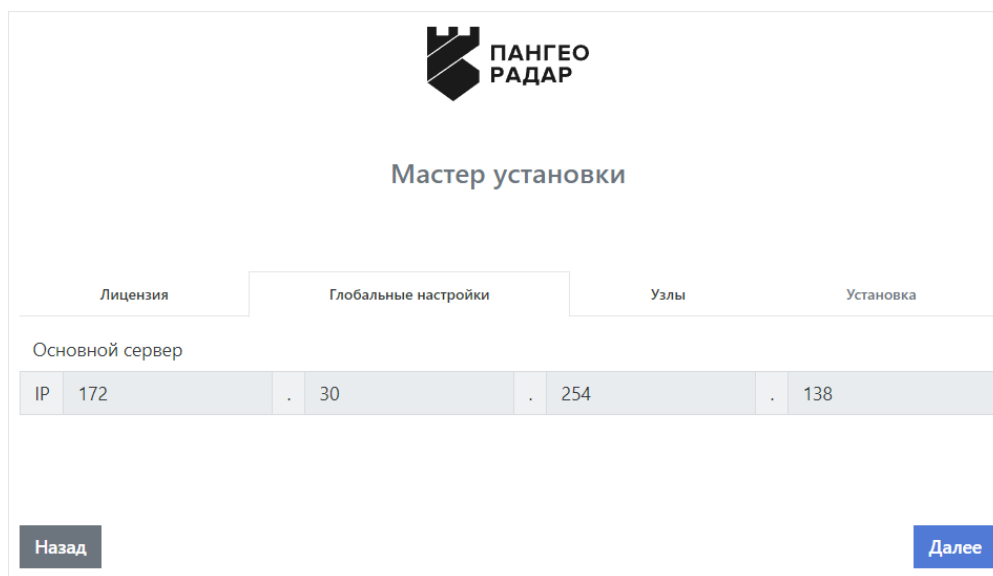 ПАНГЕО
РАДАР
Мастер установки
Лицензия Глобальные настройки Узлы Установка
Основной сервер
IP 172 . 30 . 254 . 138
Назад Далее